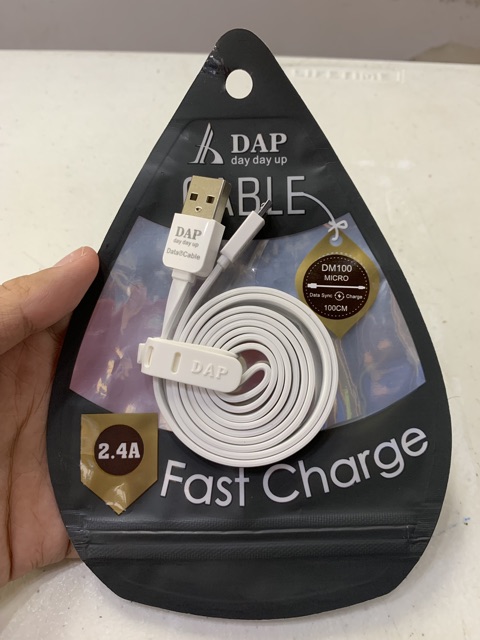 DAP
day day up
CABLE
DAP
day day up
Data&Cable
DM100
MICRO
Data Sync Charge
100CM
DAP
2.4A
Fast Charge